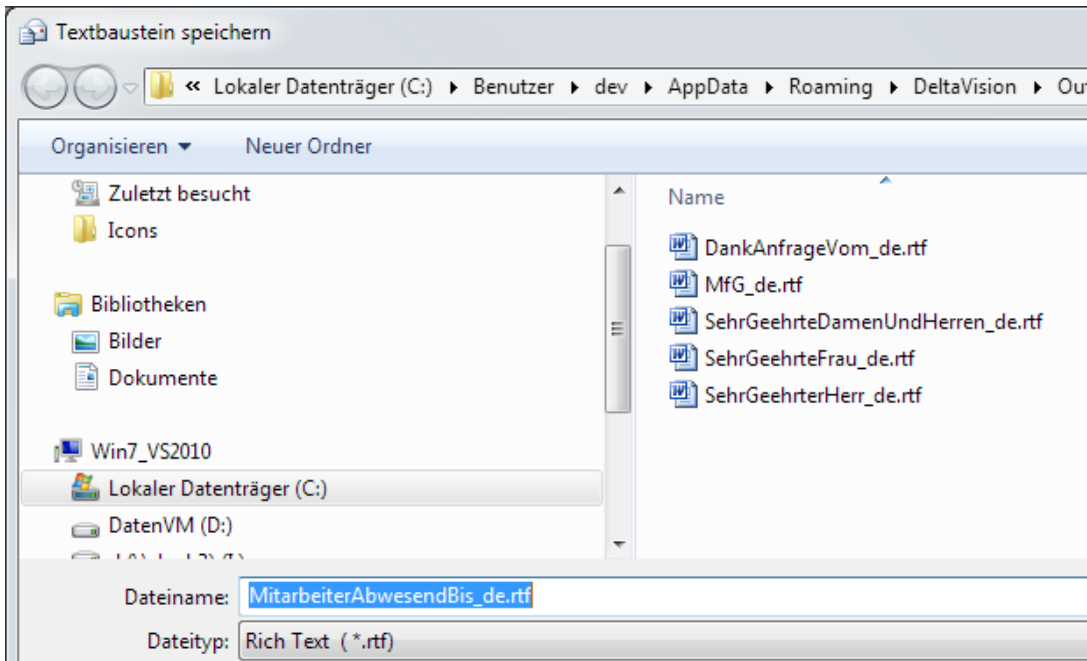 Textbaustein speichern
« Lokaler Datenträger (C:) ▸ Benutzer ▸ dev ▸ AppData ▸ Roaming ▸ DeltaVision ▸
Organisieren ▾ Neuer Ordner
Zuletzt besucht
Icons
Bibliotheken
Bilder
Dokumente
Win7_VS2010
Lokaler Datenträger (C:)
DatenVM (D:)
Name
DankAnfrageVom_de.rtf
MfG_de.rtf
SehrGeehrteDamenUndHerren_de.rtf
SehrGeehrteFrau_de.rtf
SehrGeehrterHerr_de.rtf
Dateiname: MitarbeiterAbwesendBis_de.rtf
Dateityp: Rich Text (*.rtf)